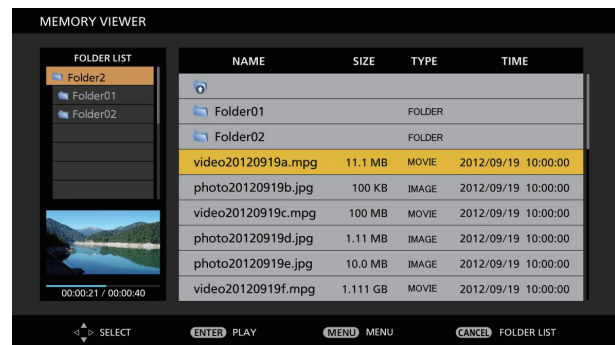 MEMORY VIEWER
FOLDER LIST
Folder2
Folder01
Folder02
00:00:21 / 00:00:40
NAME SIZE TYPE TIME
Folder01 FOLDER
Folder02 FOLDER
video20120919a.mpg 11.1 MB MOVIE 2012/09/19 10:00:00
photo20120919b.jpg 100 KB IMAGE 2012/09/19 10:00:00
video20120919c.mpg 100 MB MOVIE 2012/09/19 10:00:00
photo20120919d.jpg 1.11 MB IMAGE 2012/09/19 10:00:00
photo20120919e.jpg 10.0 MB IMAGE 2012/09/19 10:00:00
video20120919f.mpg 1.111 GB MOVIE 2012/09/19 10:00:00
SELECT ENTER PLAY MENU MENU CANCEL FOLDER LIST